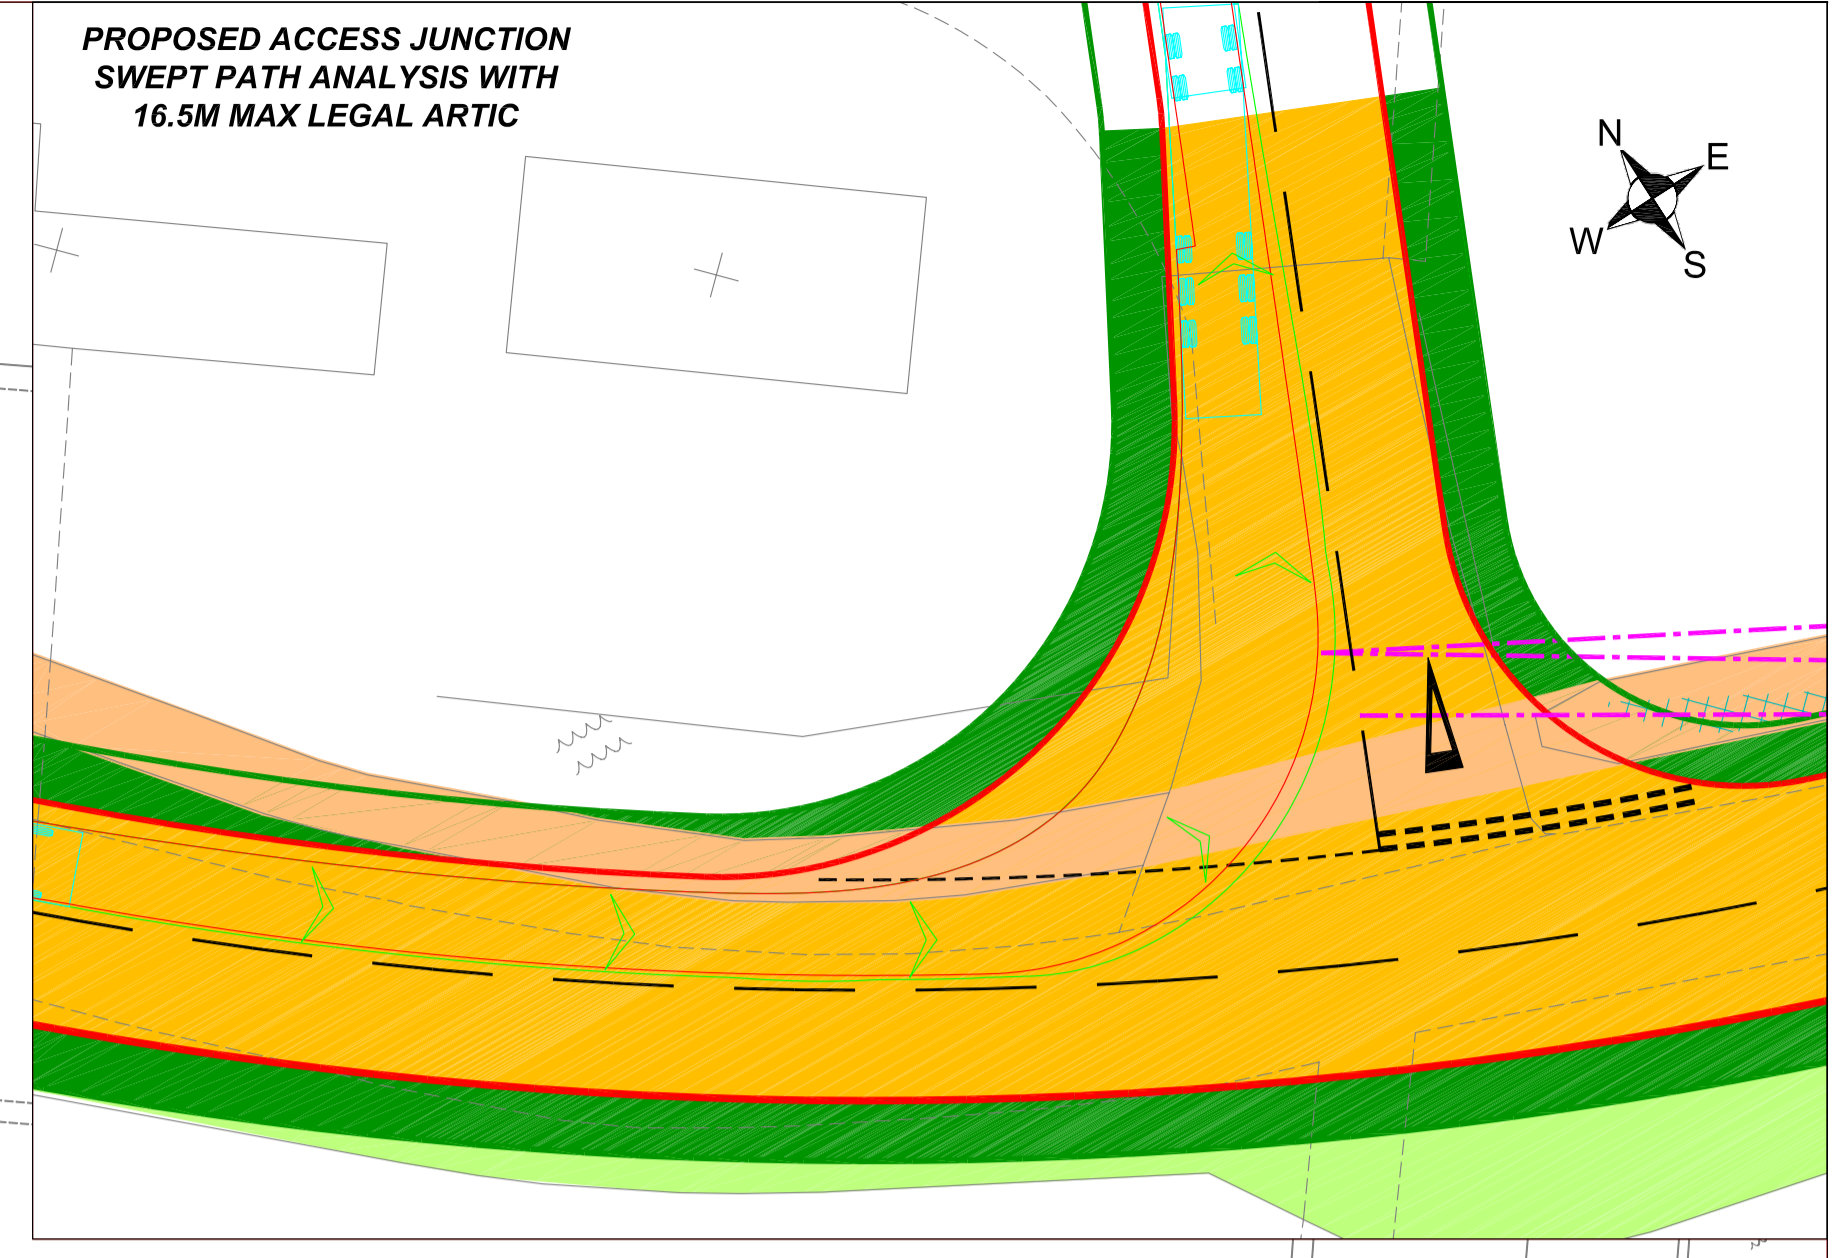 PROPOSED ACCESS JUNCTION
SWEPT PATH ANALYSIS WITH
16.5M MAX LEGAL ARTIC
N
E
W
S